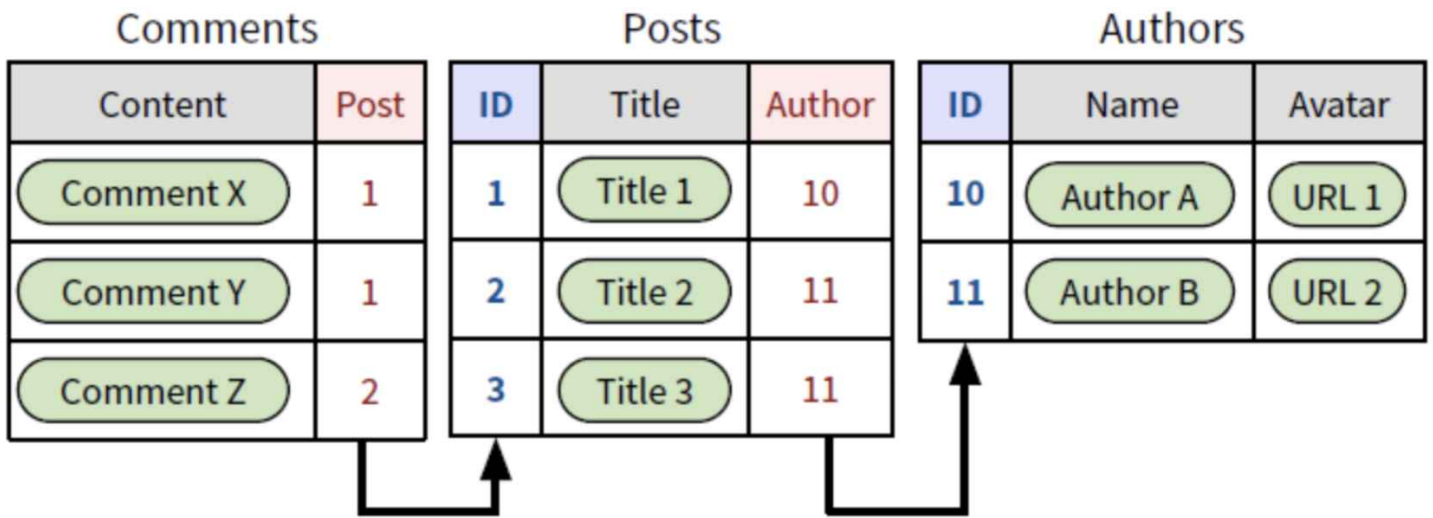 Comments Posts Authors
Content Post ID Title Author ID Name Avatar
Comment X 1 1 Title 1 10 10 Author A URL 1
Comment Y 1 2 Title 2 11 11 Author B URL 2
Comment Z 2 3 Title 3 11